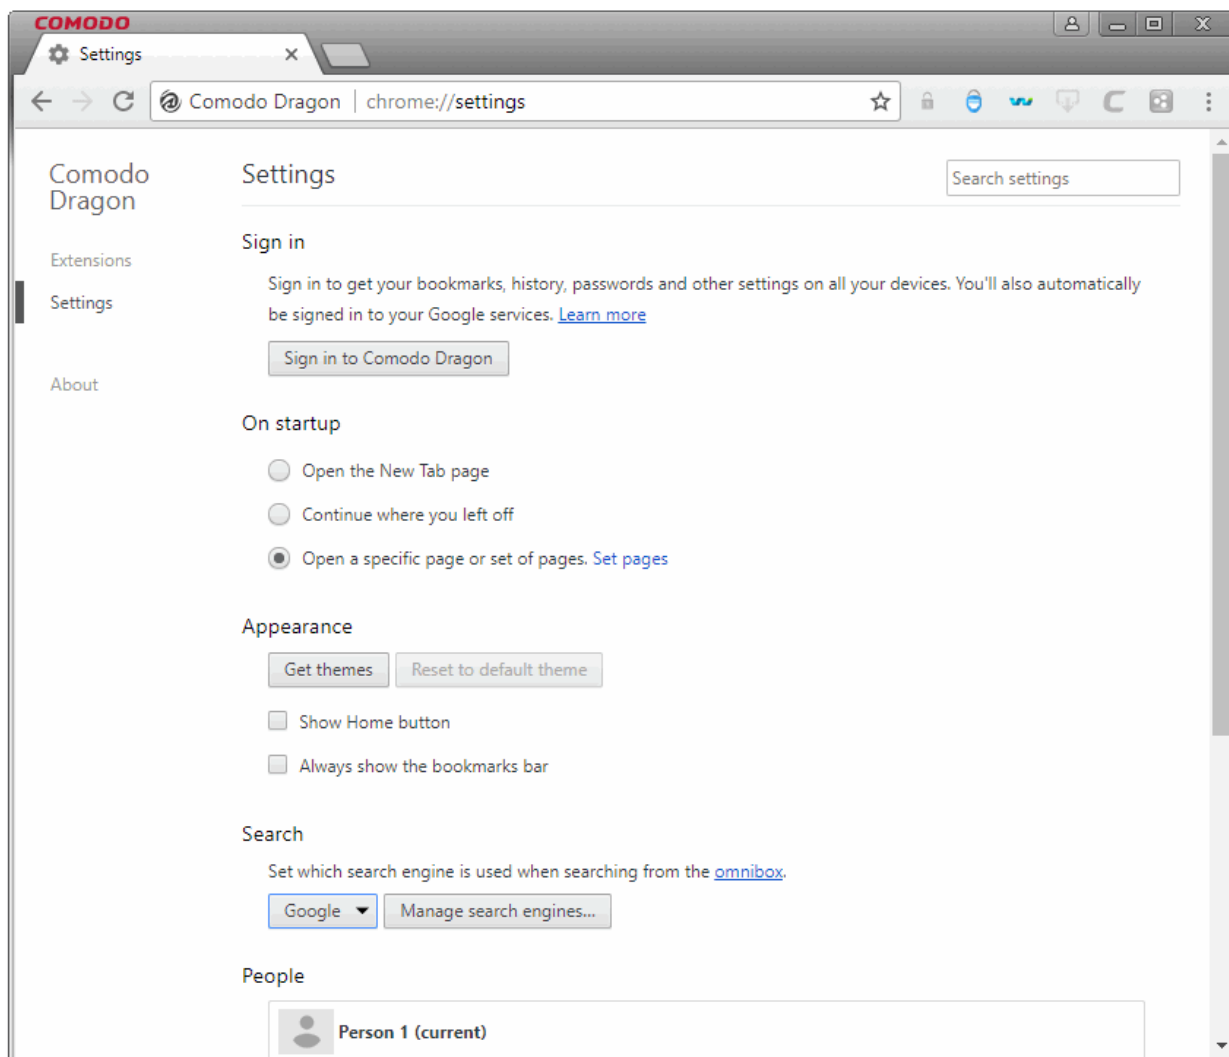 COMODO
Settings
Comodo Dragon chrome://settings
Comodo
Dragon
Extensions
Settings
About
Settings
Search settings
Sign in
Sign in to get your bookmarks, history, passwords and other settings on all your devices. You'll also automatically
be signed in to your Google services. Learn more
Sign in to Comodo Dragon
On startup
Open the New Tab page
Continue where you left off
Open a specific page or set of pages. Set pages
Appearance
Get themes Reset to default theme
Show Home button
Always show the bookmarks bar
Search
Set which search engine is used when searching from the omnibox.
Google Manage search engines...
People
Person 1 (current)